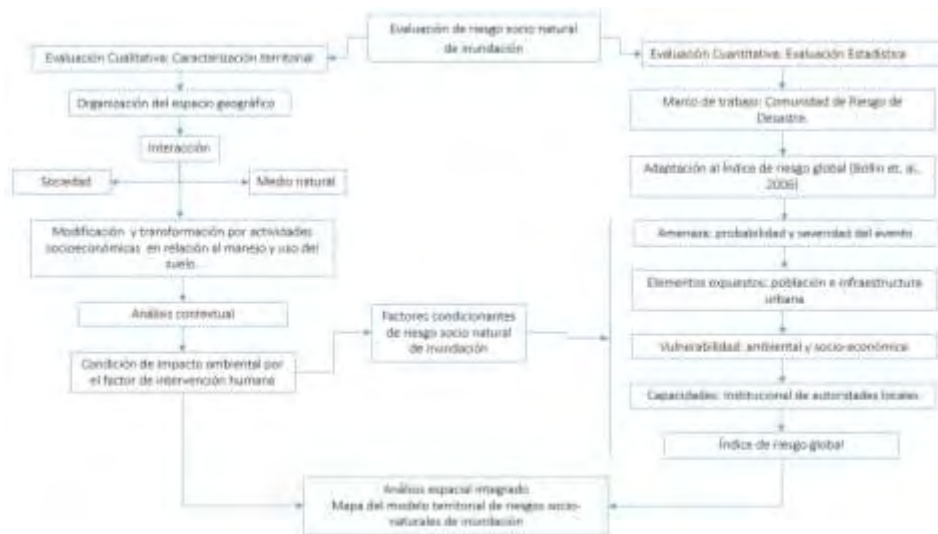 Evaluación de riesgo socio natural
de inundación
Evaluación Cualitativa: Caracterización territorial
Organización del espacio geográfico
Interacción
Sociedad
Medio natural
Modificación y transformación por actividades
socioeconómicas en relación al manejo y uso del
suelo
Análisis contextual
Condición de impacto ambiental por
el factor de intervención humana
Factores condicionantes
de riesgo socio natural
de inundación
Evaluación Cuantitativa: Evaluación Estadística
Marco de trabajo: Comunidad de Riesgo de
Desastre.
Adaptación al Índice de riesgo global (Bollin et. al,
2006)
Amenaza: probabilidad y severidad del evento
Elementos expuestos: población e infraestructura
urbana
Vulnerabilidad: ambiental y socio-económica
Capacidades: Institucional de autoridades locales
Índice de riesgo global
Análisis espacial integrado
Mapa del modelo territorial de riesgos socio-
naturales de inundación